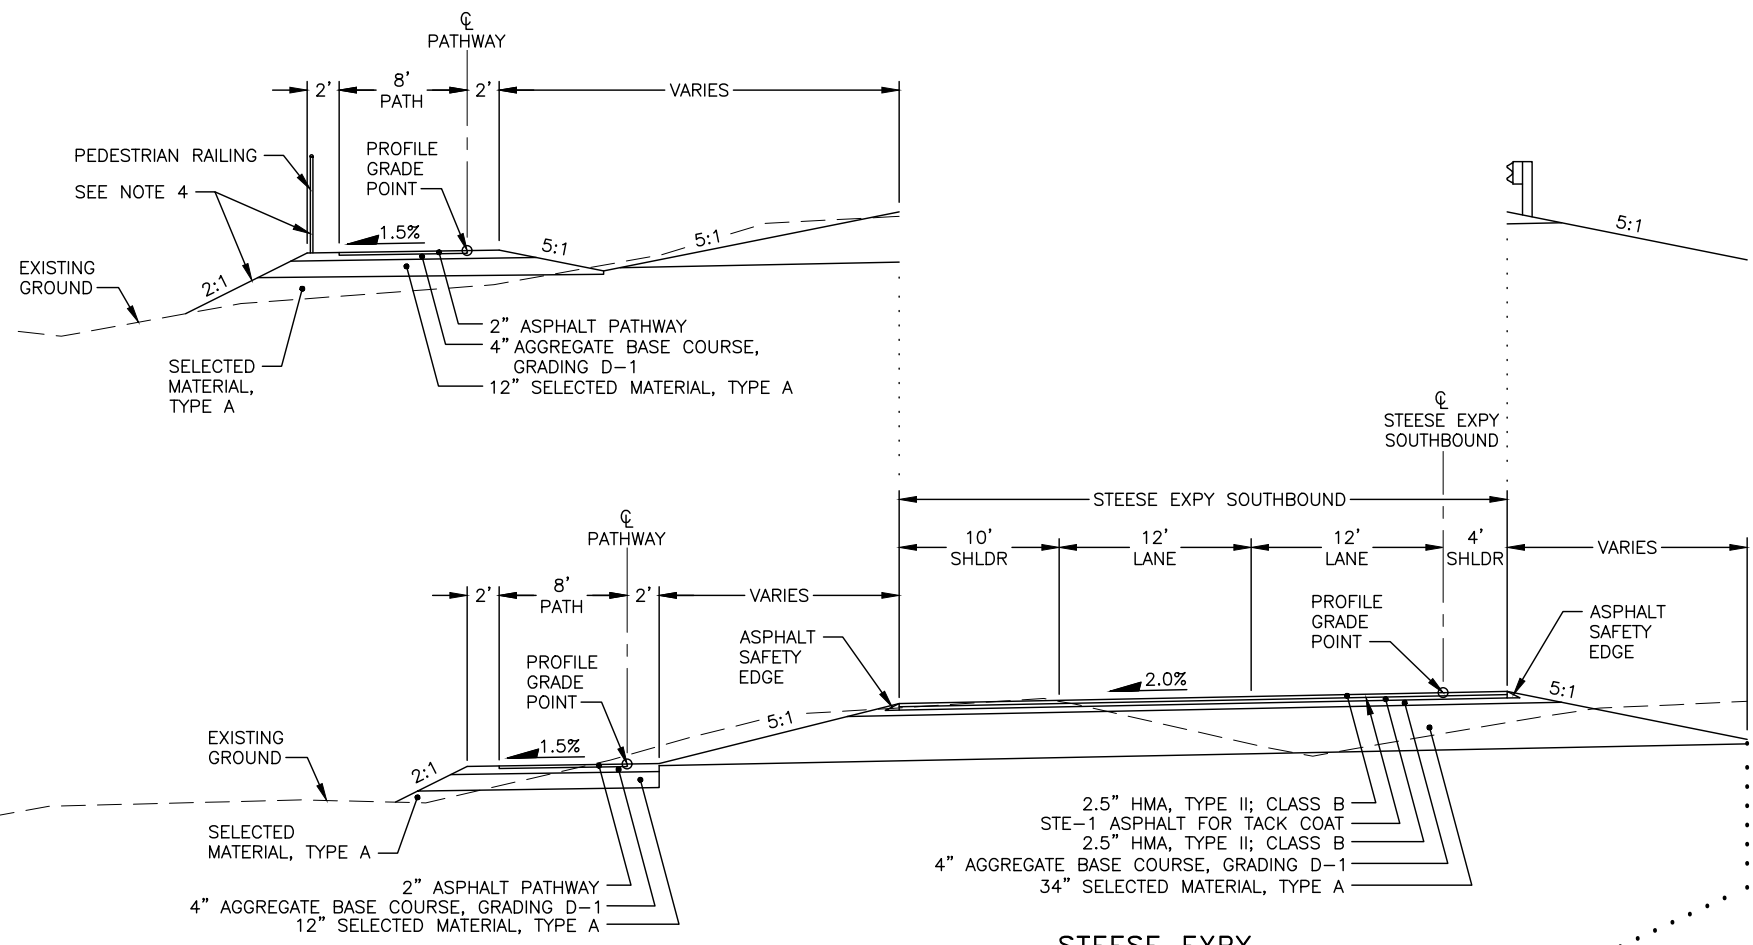 ℄
PATHWAY
2'
8'
PATH
2'
VARIES
PEDESTRIAN RAILING
SEE NOTE 4
PROFILE
GRADE
POINT
1.5%
5:1
5:1
5:1
EXISTING
GROUND
2:1
2” ASPHALT PATHWAY
4” AGGREGATE BASE COURSE,
GRADING D-1
12” SELECTED MATERIAL, TYPE A
SELECTED
MATERIAL,
TYPE A
℄
STEESE EXPY
SOUTHBOUND
STEESE EXPY SOUTHBOUND
℄
PATHWAY
10'
SHLDR
12'
LANE
12'
LANE
4'
SHLDR
VARIES
2'
8'
PATH
2'
VARIES
ASPHALT
SAFETY
EDGE
PROFILE
GRADE
POINT
ASPHALT
SAFETY
EDGE
PROFILE
GRADE
POINT
2.0%
5:1
5:1
EXISTING
GROUND
1.5%
2:1
SELECTED
MATERIAL, TYPE A
2.5” HMA, TYPE II; CLASS B
STE-1 ASPHALT FOR TACK COAT
2.5” HMA, TYPE II; CLASS B
4” AGGREGATE BASE COURSE, GRADING D-1
34” SELECTED MATERIAL, TYPE A
2” ASPHALT PATHWAY
4” AGGREGATE BASE COURSE, GRADING D-1
12” SELECTED MATERIAL, TYPE A
STEESE EXPY